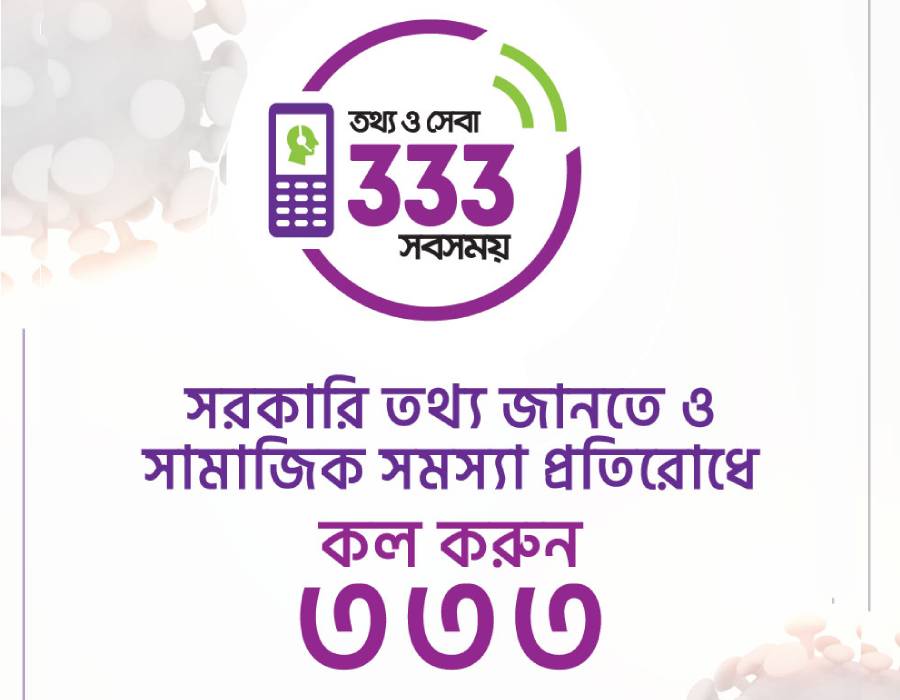 তথ্য ও সেবা
333
সবসময়
সরকারি তথ্য জানতে ও
সামাজিক সমস্যা প্রতিরোধে
কল করুন
৩৩৩